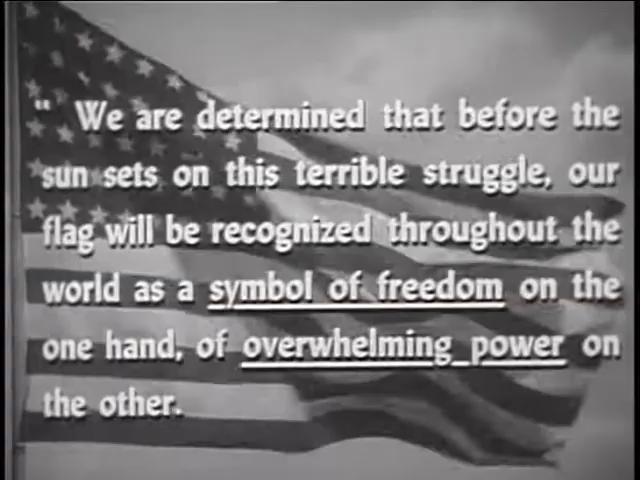 " We are determined that before the
sun sets on this terrible struggle, our
flag will be recognized throughout the
world as a symbol of freedom on the
one hand, of overwhelming power on
the other.